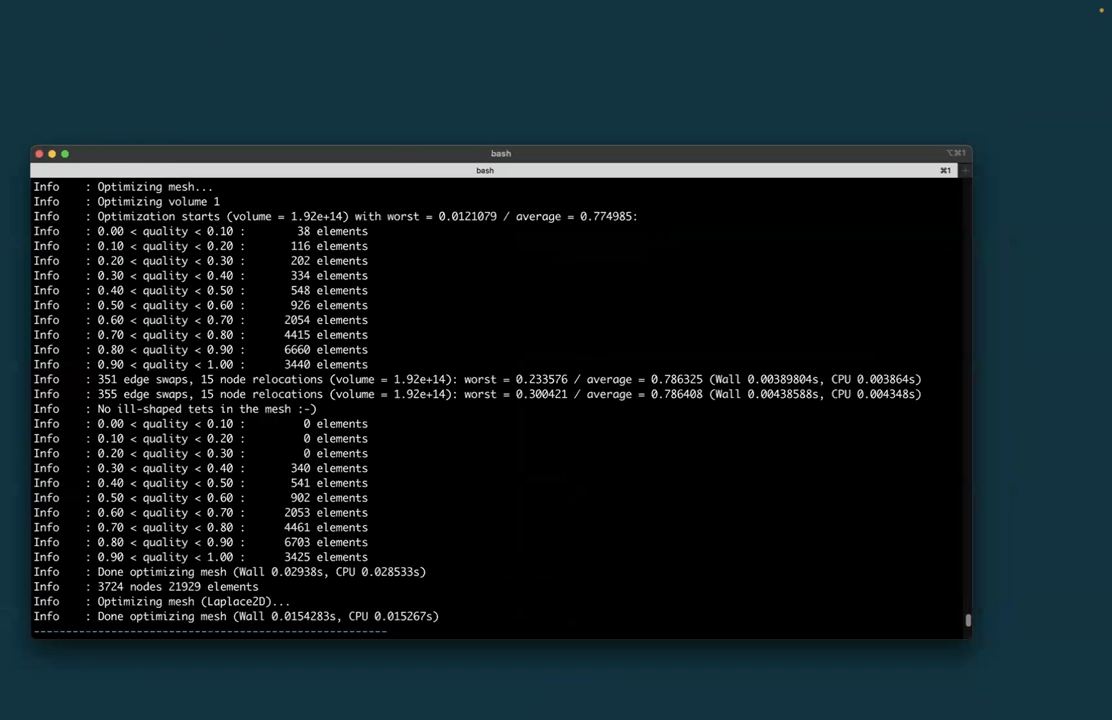 bash
⌥⌘1
bash
⌘1
+
Info    : Optimizing mesh...
Info    : Optimizing volume 1
Info    : Optimization starts (volume = 1.92e+14) with worst = 0.0121079 / average = 0.774985:
Info    : 0.00 < quality < 0.10 :        38 elements
Info    : 0.10 < quality < 0.20 :       116 elements
Info    : 0.20 < quality < 0.30 :       202 elements
Info    : 0.30 < quality < 0.40 :       334 elements
Info    : 0.40 < quality < 0.50 :       548 elements
Info    : 0.50 < quality < 0.60 :       926 elements
Info    : 0.60 < quality < 0.70 :      2054 elements
Info    : 0.70 < quality < 0.80 :      4415 elements
Info    : 0.80 < quality < 0.90 :      6660 elements
Info    : 0.90 < quality < 1.00 :      3440 elements
Info    : 351 edge swaps, 15 node relocations (volume = 1.92e+14): worst = 0.233576 / average = 0.786325 (Wall 0.00389804s, CPU 0.003864s)
Info    : 355 edge swaps, 15 node relocations (volume = 1.92e+14): worst = 0.300421 / average = 0.786408 (Wall 0.00438588s, CPU 0.004348s)
Info    : No ill-shaped tets in the mesh :-)
Info    : 0.00 < quality < 0.10 :         0 elements
Info    : 0.10 < quality < 0.20 :         0 elements
Info    : 0.20 < quality < 0.30 :         0 elements
Info    : 0.30 < quality < 0.40 :       340 elements
Info    : 0.40 < quality < 0.50 :       541 elements
Info    : 0.50 < quality < 0.60 :       902 elements
Info    : 0.60 < quality < 0.70 :      2053 elements
Info    : 0.70 < quality < 0.80 :      4461 elements
Info    : 0.80 < quality < 0.90 :      6703 elements
Info    : 0.90 < quality < 1.00 :      3425 elements
Info    : Done optimizing mesh (Wall 0.02938s, CPU 0.028533s)
Info    : 3724 nodes 21929 elements
Info    : Optimizing mesh (Laplace2D)...
Info    : Done optimizing mesh (Wall 0.0154283s, CPU 0.015267s)
-------------------------------------------------------